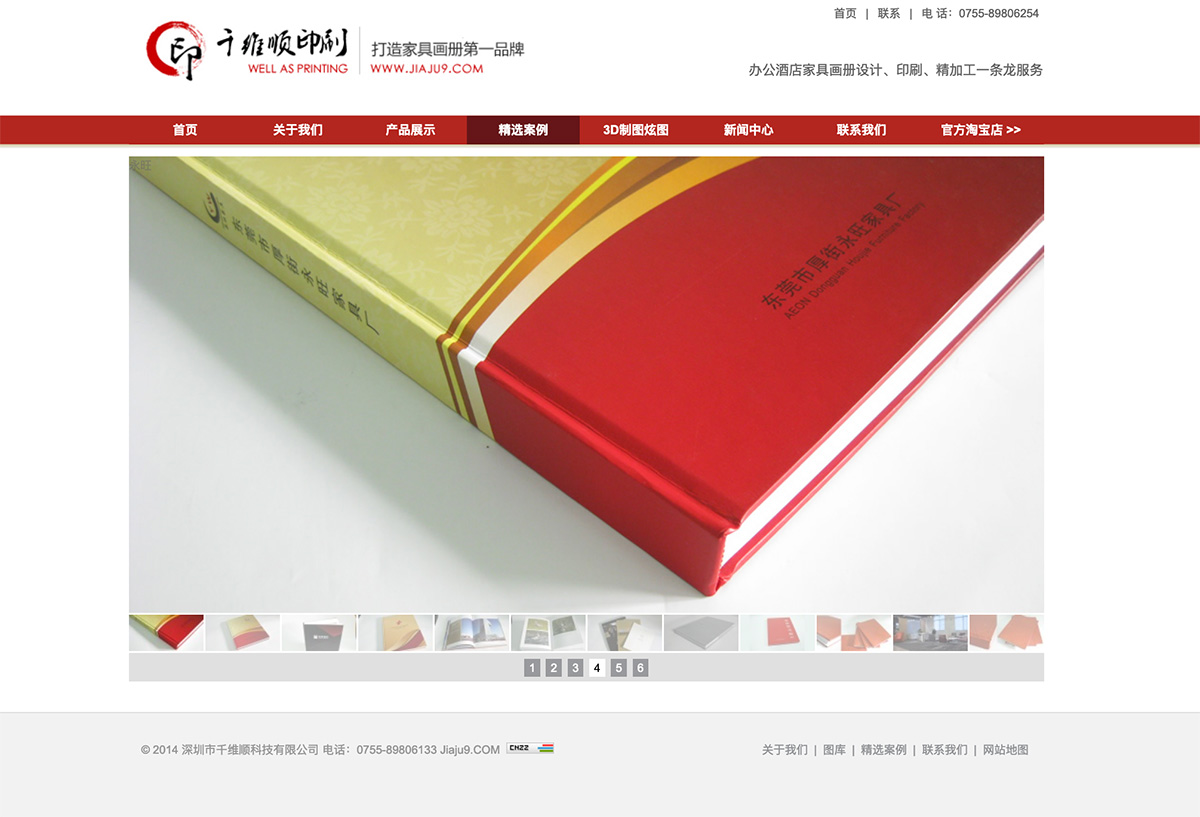 首页 | 联系 | 电 话：0755-89806254
印
千维顺印刷
WELL AS PRINTING
打造家具画册第一品牌
WWW.JIAJU9.COM
办公酒店家具画册设计、印刷、精加工一条龙服务
首页 关于我们 产品展示 精选案例 3D制图炫图 新闻中心 联系我们 官方淘宝店 >>
永旺
东莞市厚街永旺家具厂
东莞市厚街永旺家具厂
AEON Dongguan Houjie Furniture Factory
1 2 3 4 5 6
© 2014 深圳市千维顺科技有限公司 电话：0755-89806133 Jiaju9.COM CNZZ
关于我们 | 图库 | 精选案例 | 联系我们 | 网站地图